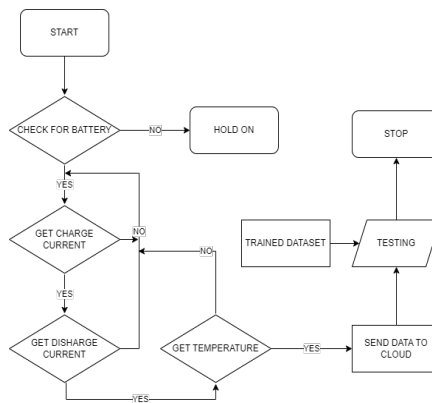 START
CHECK FOR BATTERY
NO
HOLD ON
STOP
YES
GET CHARGE
CURRENT
NO
NO
TRAINED DATASET
TESTING
YES
GET DISHARGE
CURRENT
GET TEMPERATURE
YES
SEND DATA TO
CLOUD
YES